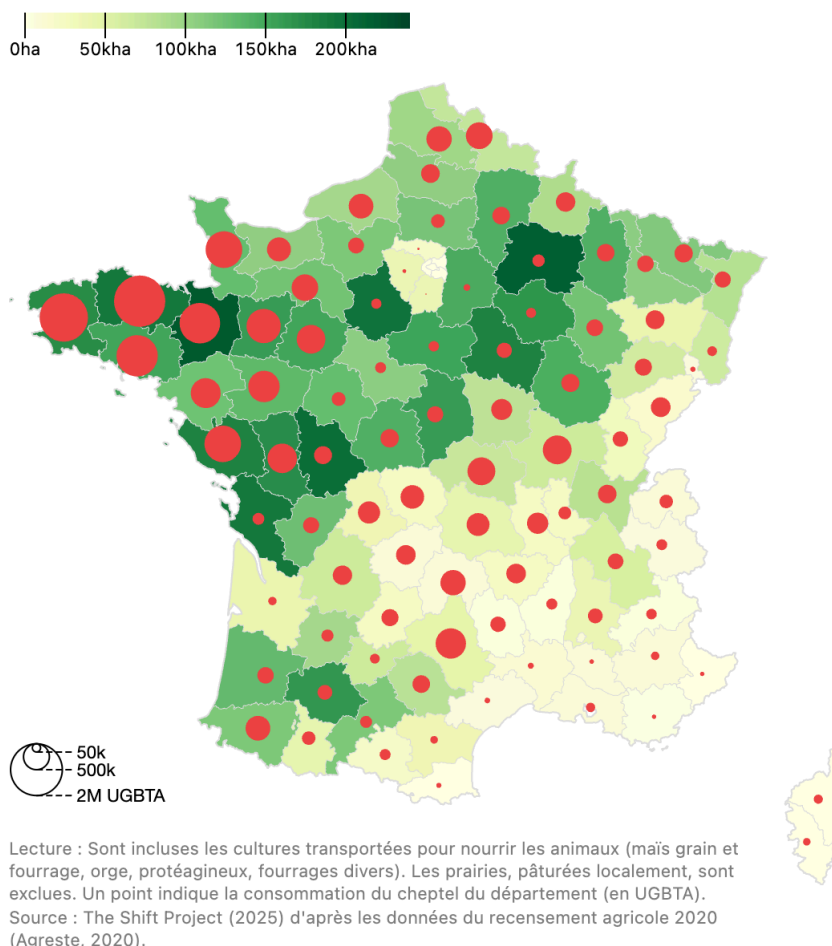 0ha 50kha 100kha 150kha 200kha
50k
500k
2M UGBTA
Lecture : Sont incluses les cultures transportées pour nourrir les animaux (maïs grain et
fourrage, orge, protéagineux, fourrages divers). Les prairies, pâturées localement, sont
exclues. Un point indique la consommation du cheptel du département (en UGBTA).
Source : The Shift Project (2025) d'après les données du recensement agricole 2020
(Agreste, 2020).